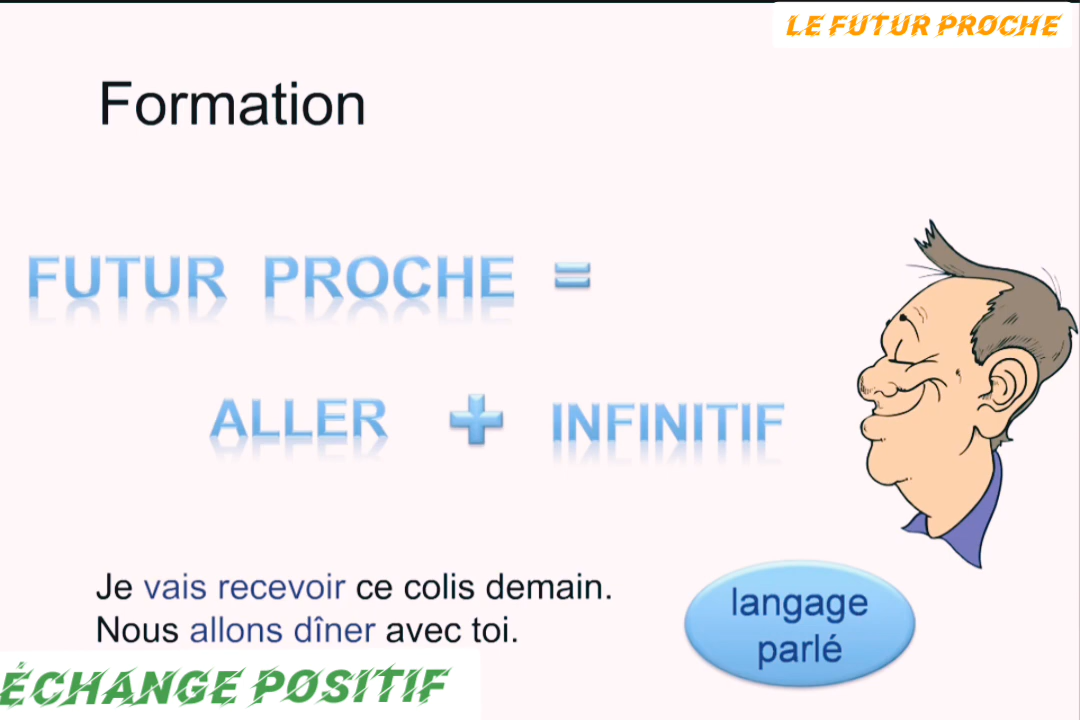 LE FUTUR PROCHE
Formation
FUTUR PROCHE =
ALLER + INFINITIF
Je vais recevoir ce colis demain.
Nous allons dîner avec toi.
langage
parlé
ÉCHANGE POSITIF